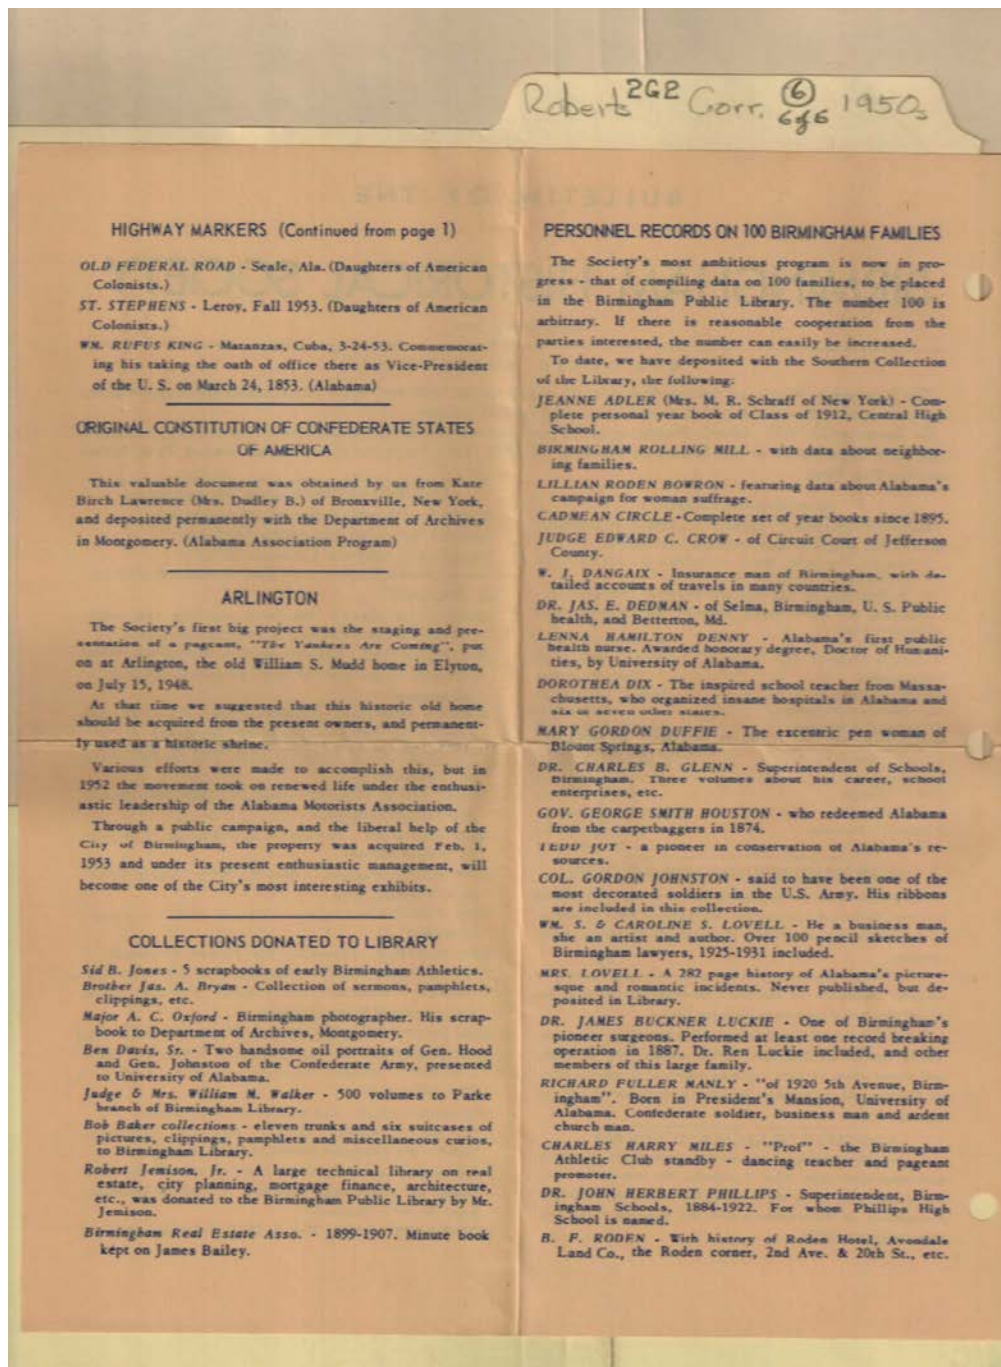 Roberts 2G2 Corr. 6 1950s
6 of 6
HIGHWAY MARKERS (Continued from page 1)
OLD FEDERAL ROAD - Seale, Ala. (Daughters of American
Colonists.)
ST. STEPHENS - Leroy, Fall 1953. (Daughters of American
Colonists.)
WM. RUFUS KING - Matanzas, Cuba, 3-24-53. Commemorat-
ing his taking the oath of office there as Vice-President
of the U. S. on March 24, 1853. (Alabama)
ORIGINAL CONSTITUTION OF CONFEDERATE STATES
OF AMERICA
This valuable document was obtained by us from Kate
Birch Lawrence (Mrs. Dudley B.) of Bronxville, New York,
and deposited permanently with the Department of Archives
in Montgomery. (Alabama Association Program)
ARLINGTON
The Society's first big project was the staging and pre-
sentation of a pageant, "The Yankees Are Coming", put
on at Arlington, the old William S. Mudd home in Elyton,
on July 15, 1948.
At that time we suggested that this historic old home
should be acquired from the present owners, and permanent-
ly used as a historic shrine.
Various efforts were made to accomplish this, but in
1952 the movement took on renewed life under the enthusi-
astic leadership of the Alabama Motorists Association.
Through a public campaign, and the liberal help of the
City of Birmingham, the property was acquired Feb. 1,
1953 and under its present enthusiastic management, will
become one of the City's most interesting exhibits.
COLLECTIONS DONATED TO LIBRARY
Sid B. Jones - 5 scrapbooks of early Birmingham Athletics.
Brother Jas. A. Bryan - Collection of sermons, pamphlets,
clippings, etc.
Major A. C. Oxford - Birmingham photographer. His scrap-
book to Department of Archives, Montgomery.
Ben Davis, Sr. - Two handsome oil portraits of Gen. Hood
and Gen. Johnston of the Confederate Army, presented
to University of Alabama.
Judge & Mrs. William M. Walker - 500 volumes to Parke
branch of Birmingham Library.
Bob Baker collections - eleven trunks and six suitcases of
pictures, clippings, pamphlets and miscellaneous curios,
to Birmingham Library.
Robert Jemison, Jr. - A large technical library on real
estate, city planning, mortgage finance, architecture,
etc., was donated to the Birmingham Public Library by Mr.
Jemison.
Birmingham Real Estate Asso. - 1899-1907. Minute book
kept on James Bailey.
PERSONNEL RECORDS ON 100 BIRMINGHAM FAMILIES
The Society's most ambitious program is now in pro-
gress - that of compiling data on 100 families, to be placed
in the Birmingham Public Library. The number 100 is
arbitrary. If there is reasonable cooperation from the
parties interested, the number can easily be increased.
To date, we have deposited with the Southern Collection
of the Library, the following:
JEANNE ADLER (Mrs. M. R. Schraff of New York) - Com-
plete personal year book of Class of 1912, Central High
School.
BIRMINGHAM ROLLING MILL - with data about neighbor-
ing families.
LILLIAN RODEN BOWRON - featuring data about Alabama's
campaign for woman suffrage.
CADMEAN CIRCLE - Complete set of year books since 1895.
JUDGE EDWARD C. CROW - of Circuit Court of Jefferson
County.
W. J. DANGAIX - Insurance man of Birmingham, with de-
tailed accounts of travels in many countries.
DR. JAS. E. DEDMAN - of Selma, Birmingham, U. S. Public
health, and Betterton, Md.
LENNA HAMILTON DENNY - Alabama's first public
health nurse. Awarded honorary degree, Doctor of Humani-
ties, by University of Alabama.
DOROTHEA DIX - The inspired school teacher from Massa-
chusetts, who organized insane hospitals in Alabama and
six or seven other states.
MARY GORDON DUFFIE - The excentric pen woman of
Blount Springs, Alabama.
DR. CHARLES B. GLENN - Superintendent of Schools,
Birmingham. Three volumes about his career, school
enterprises, etc.
GOV. GEORGE SMITH HOUSTON - who redeemed Alabama
from the carpetbaggers in 1874.
TEDD JOY - a pioneer in conservation of Alabama's re-
sources.
COL. GORDON JOHNSTON - said to have been one of the
most decorated soldiers in the U.S. Army. His ribbons
are included in this collection.
WM. S. & CAROLINE S. LOVELL - He a business man,
she an artist and author. Over 100 pencil sketches of
Birmingham lawyers, 1925-1931 included.
MRS. LOVELL - A 282 page history of Alabama's pictur-
sque and romantic incidents. Never published, but de-
posited in Library.
DR. JAMES BUCKNER LUCKIE - One of Birmingham's
pioneer surgeons. Performed at least one record breaking
operation in 1887. Dr. Ren Luckie included, and other
members of this large family.
RICHARD FULLER MANLY - "of 1920 5th Avenue, Birm-
ingham". Born in President's Mansion, University of
Alabama. Confederate soldier, business man and ardent
church man.
CHARLES HARRY MILES - "Prof" - the Birmingham
Athletic Club standby - dancing teacher and pageant
promoter.
DR. JOHN HERBERT PHILLIPS - Superintendent, Birm-
ingham Schools, 1884-1922. For whom Phillips High
School is named.
B. F. RODEN - With history of Roden Hotel, Avondale
Land Co., the Roden corner, 2nd Ave. & 20th St., etc.